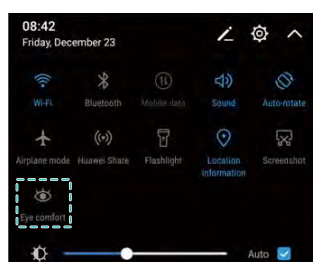 08:42
Friday, December 23
Wi-Fi
Bluetooth
Mobile data
Sound
Auto-rotate
Airplane mode
Huawei Share
Flashlight
Location
information
Screenshot
Eye comfort
Auto